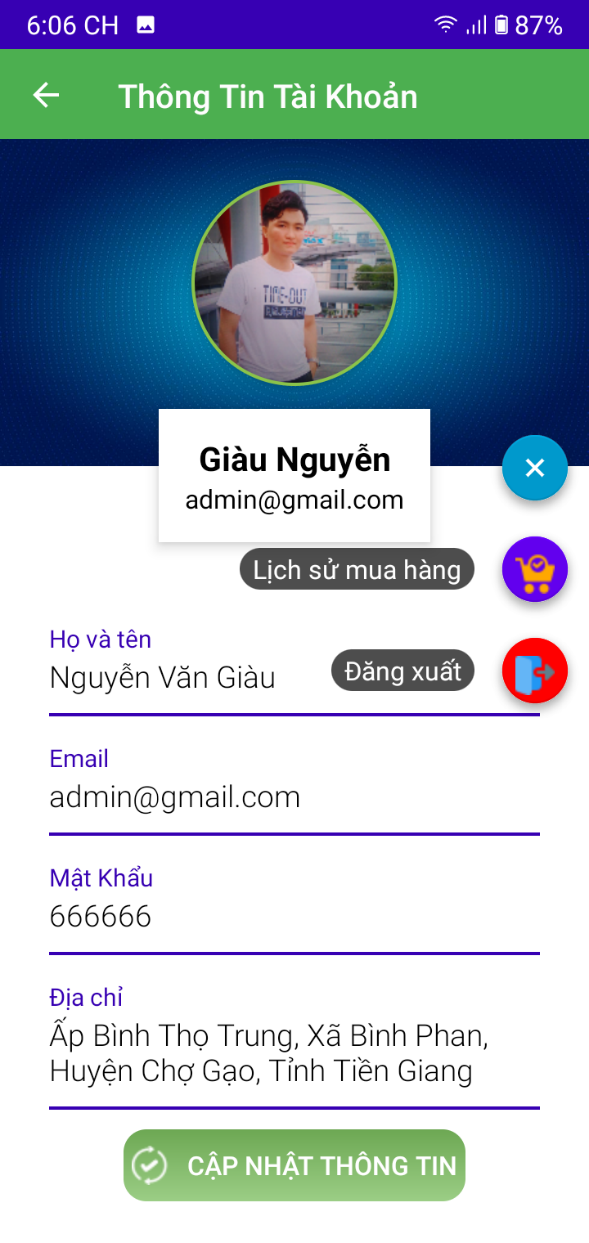 6:06 CH
87%
Thông Tin Tài Khoản
TIME-OUT
Giàu Nguyễn
admin@gmail.com
Lịch sử mua hàng
Họ và tên
Nguyễn Văn Giàu
Đăng xuất
Email
admin@gmail.com
Mật Khẩu
666666
Địa chỉ
Ấp Bình Thọ Trung, Xã Bình Phan,
Huyện Chợ Gạo, Tỉnh Tiền Giang
CẬP NHẬT THÔNG TIN